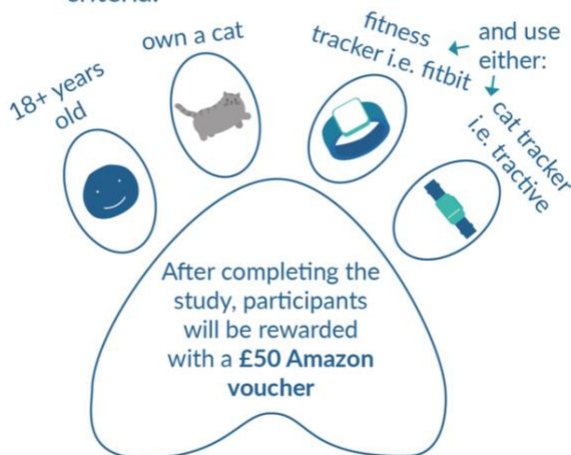 criteria:
18+ years
old
own a cat
fitness
tracker i.e. fitbit
and use
either:
cat tracker
i.e. tractive
After completing the
study, participants
will be rewarded
with a £50 Amazon
voucher